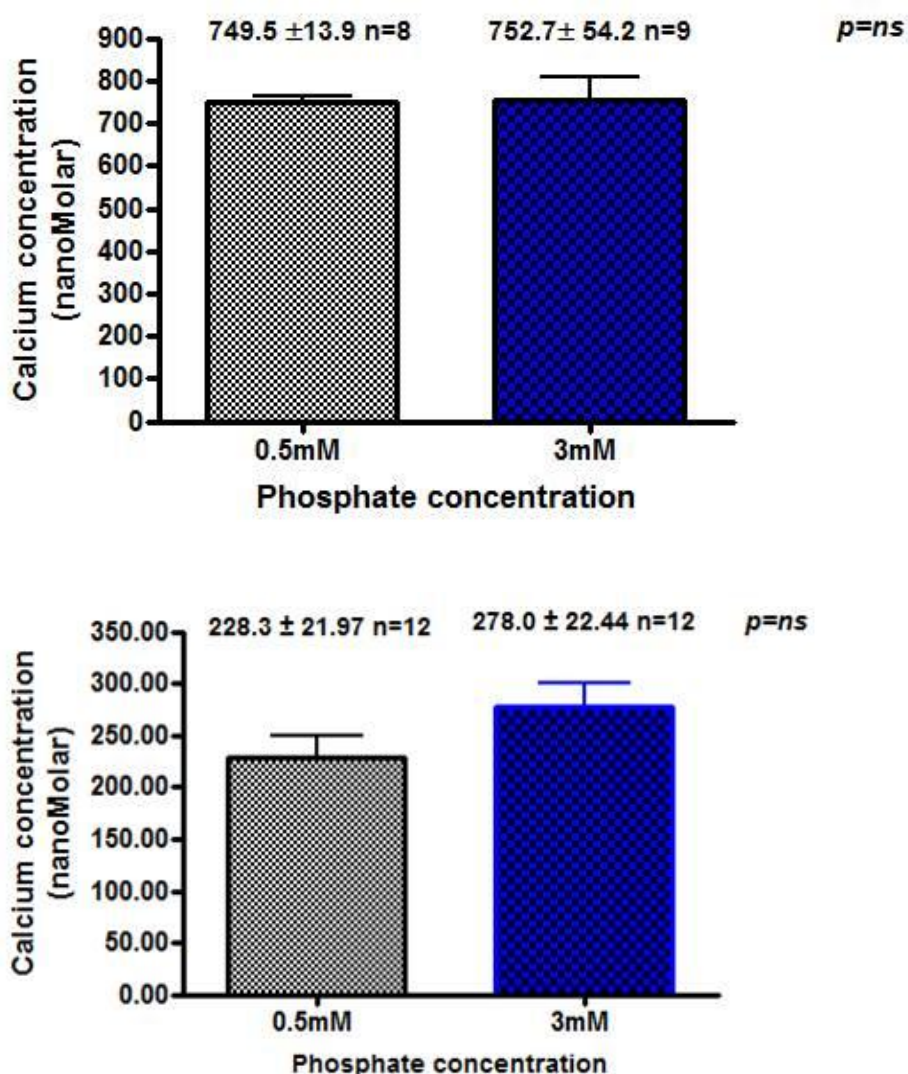 749.5 ±13.9 n=8 752.7± 54.2 n=9 p=ns
900
800
700
600
500
400
300
200
100
0
Calcium concentration
(nanoMolar)
0.5mM 3mM
Phosphate concentration
228.3 ± 21.97 n=12 278.0 ± 22.44 n=12 p=ns
350.00
300.00
250.00
200.00
150.00
100.00
50.00
0.00
Calcium concentration
(nanoMolar)
0.5mM 3mM
Phosphate concentration